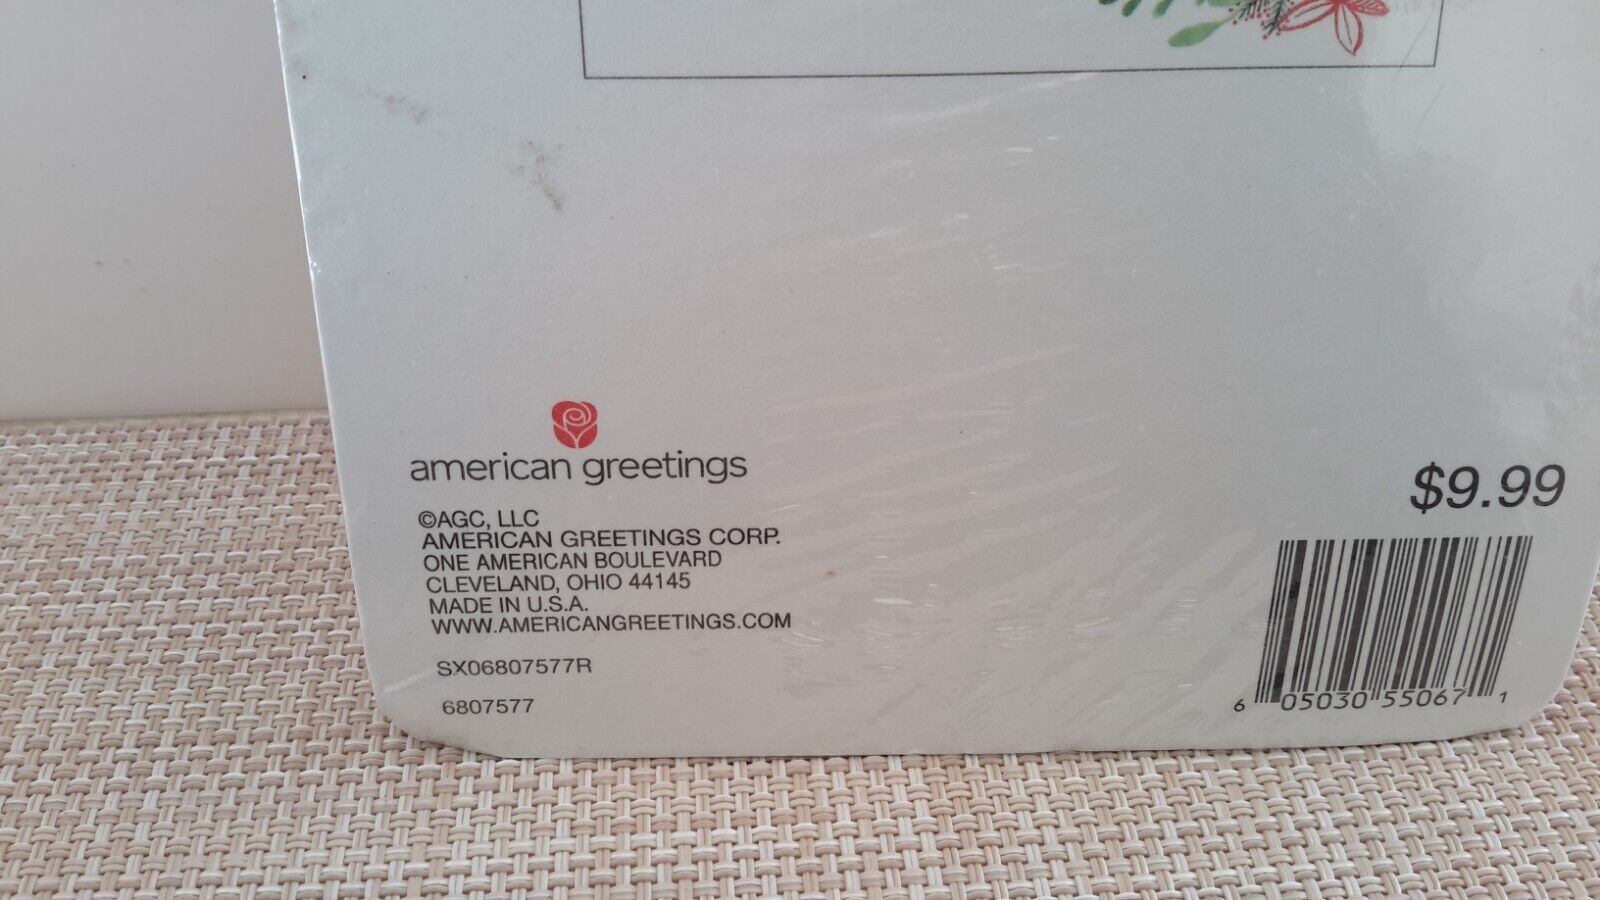 american greetings
©AGC, LLC
AMERICAN GREETINGS CORP.
ONE AMERICAN BOULEVARD
CLEVELAND, OHIO 44145
MADE IN U.S.A.
WWW.AMERICANGREETINGS.COM
SX06807577R
6807577
$9.99
6 05030 55067 1